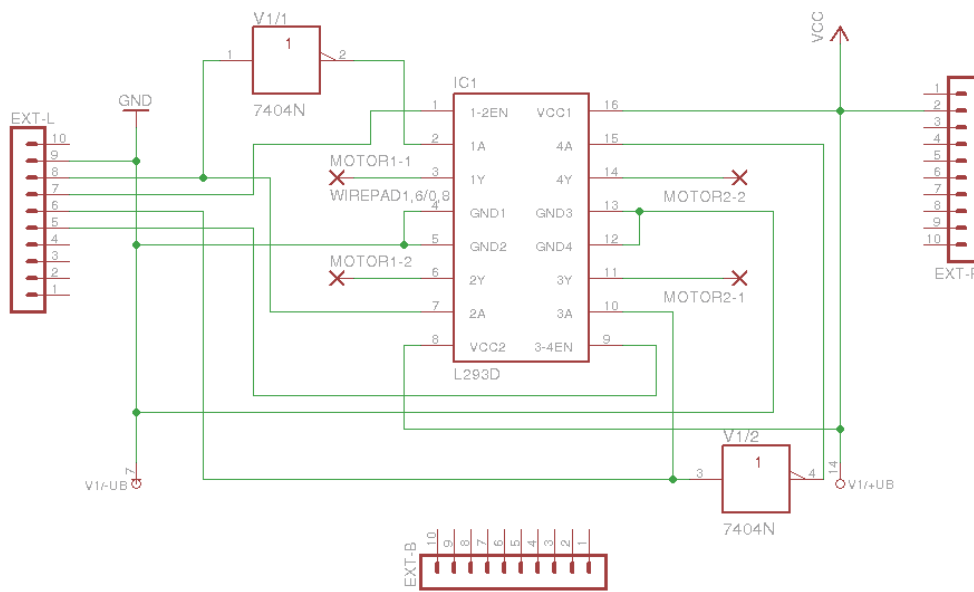 V1/1
1
1
2
7404N
VCC
GND
EXT-L
10
9
8
7
6
5
4
3
2
1
IC1
1
1-2EN
VCC1
16
2
1A
4A
15
3
1Y
4Y
14
4
GND1
GND3
13
5
GND2
GND4
12
6
2Y
3Y
11
7
2A
3A
10
8
VCC2
3-4EN
9
L293D
MOTOR1-1
WIREPAD1,6/0,8
MOTOR1-2
MOTOR2-2
MOTOR2-1
1
2
3
4
5
6
7
8
9
10
7
V1/-UB
14
V1/+UB
V1/2
1
3
4
7404N
EXT-B
10
9
8
7
6
5
4
3
2
1